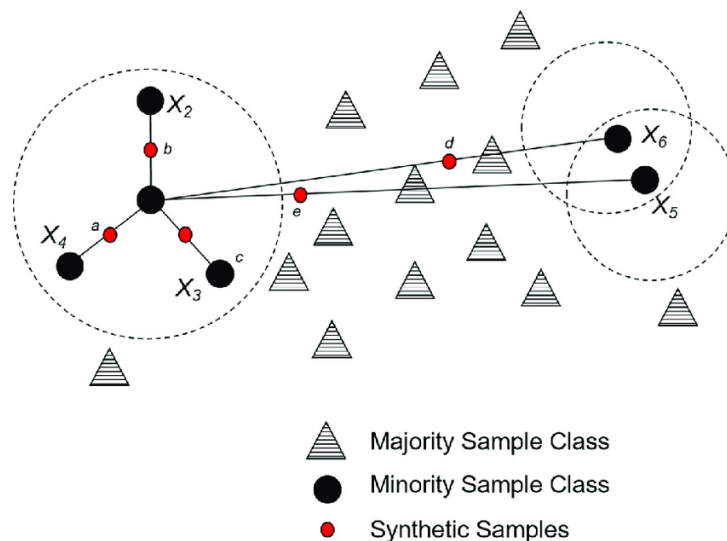 X2
b
d
X6
e
X5
a
X4
c
X3
Majority Sample Class
Minority Sample Class
Synthetic Samples